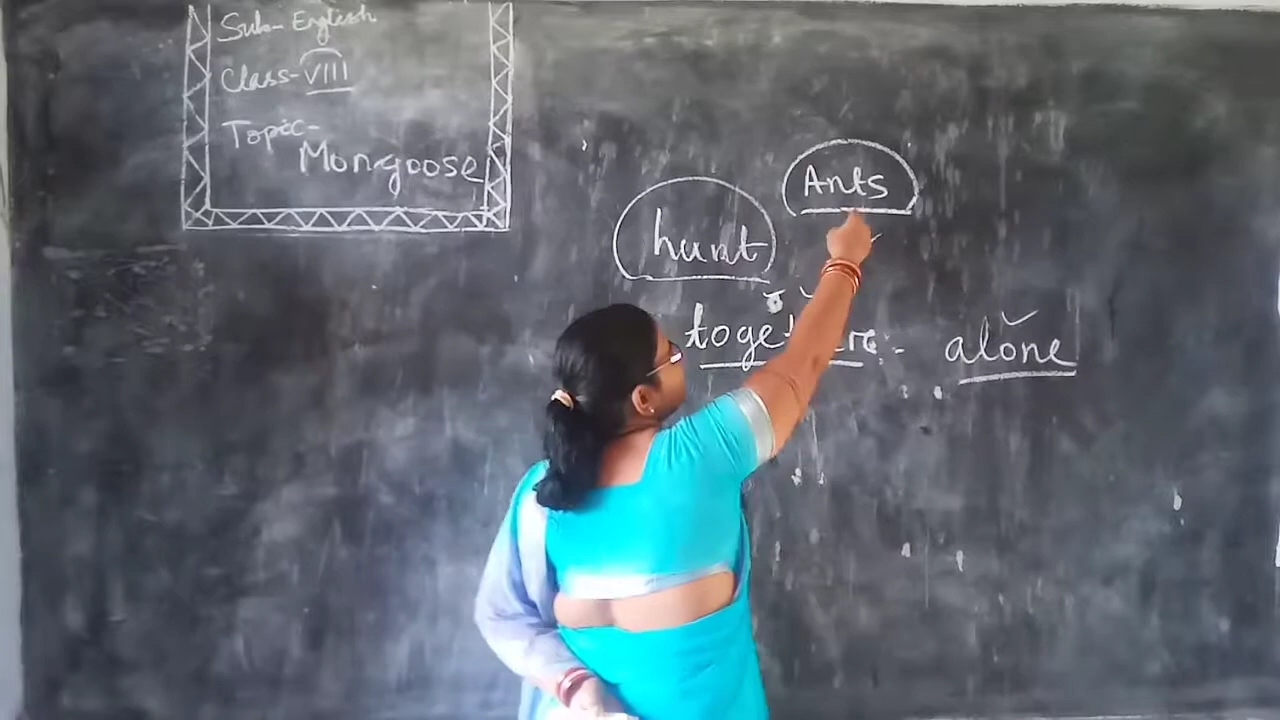 Sub- English
Class- VIII
Topic-
Mongoose
Ants
hunt
alone